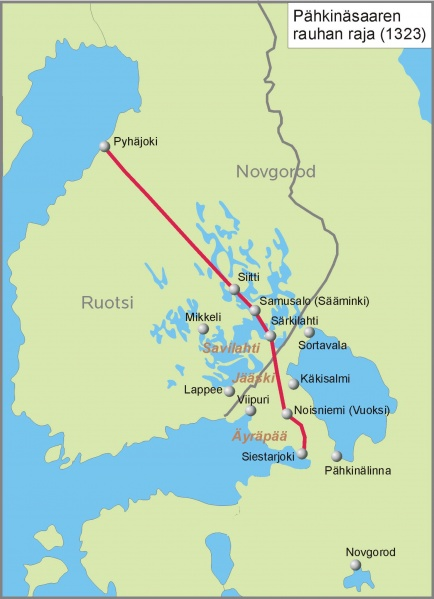 Pähkinäsaaren
rauhan raja (1323)
Pyhäjoki
Novgorod
Siitti
Ruotsi
Samusalo (Sääminki)
Mikkeli
Särkilahti
Savilahti
Sortavala
Jääski
Käkisalmi
Lappee
Viipuri
Noisniemi (Vuoksi)
Äyräpää
Siestarjoki
Pähkinälinna
Novgorod